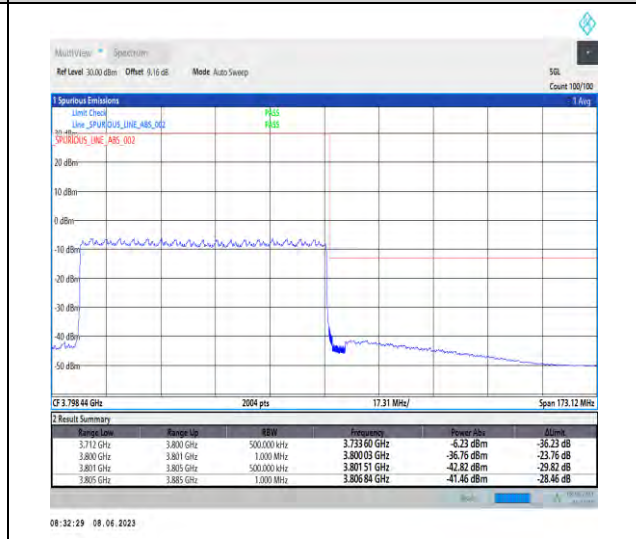 MultiView Spectrum
Ref Level 30.00 dBm Offset 9.16 dB Mode Auto Sweep SGL
Count 100/100
1 Spurious Emissions 1 Avg
Limit Check PASS
Line _SPURIOUS_LINE_ABS_002 PASS
30 dBm
_SPURIOUS_LINE_ABS_002
20 dBm
10 dBm
0 dBm
-10 dBm
-20 dBm
-30 dBm
-40 dBm
-50 dBm
CF 3.798 44 GHz 2004 pts 17.31 MHz/ Span 173.12 MHz
2 Result Summary
Range Low Range Up RBW Frequency Power Abs ΔLimit
3.712 GHz 3.800 GHz 500.000 kHz 3.733 60 GHz -6.23 dBm -36.23 dB
3.800 GHz 3.801 GHz 1.000 MHz 3.800 03 GHz -36.76 dBm -23.76 dB
3.801 GHz 3.805 GHz 500.000 kHz 3.801 51 GHz -42.82 dBm -29.82 dB
3.805 GHz 3.885 GHz 1.000 MHz 3.806 84 GHz -41.46 dBm -28.46 dB
08:32:29 08.06.2023